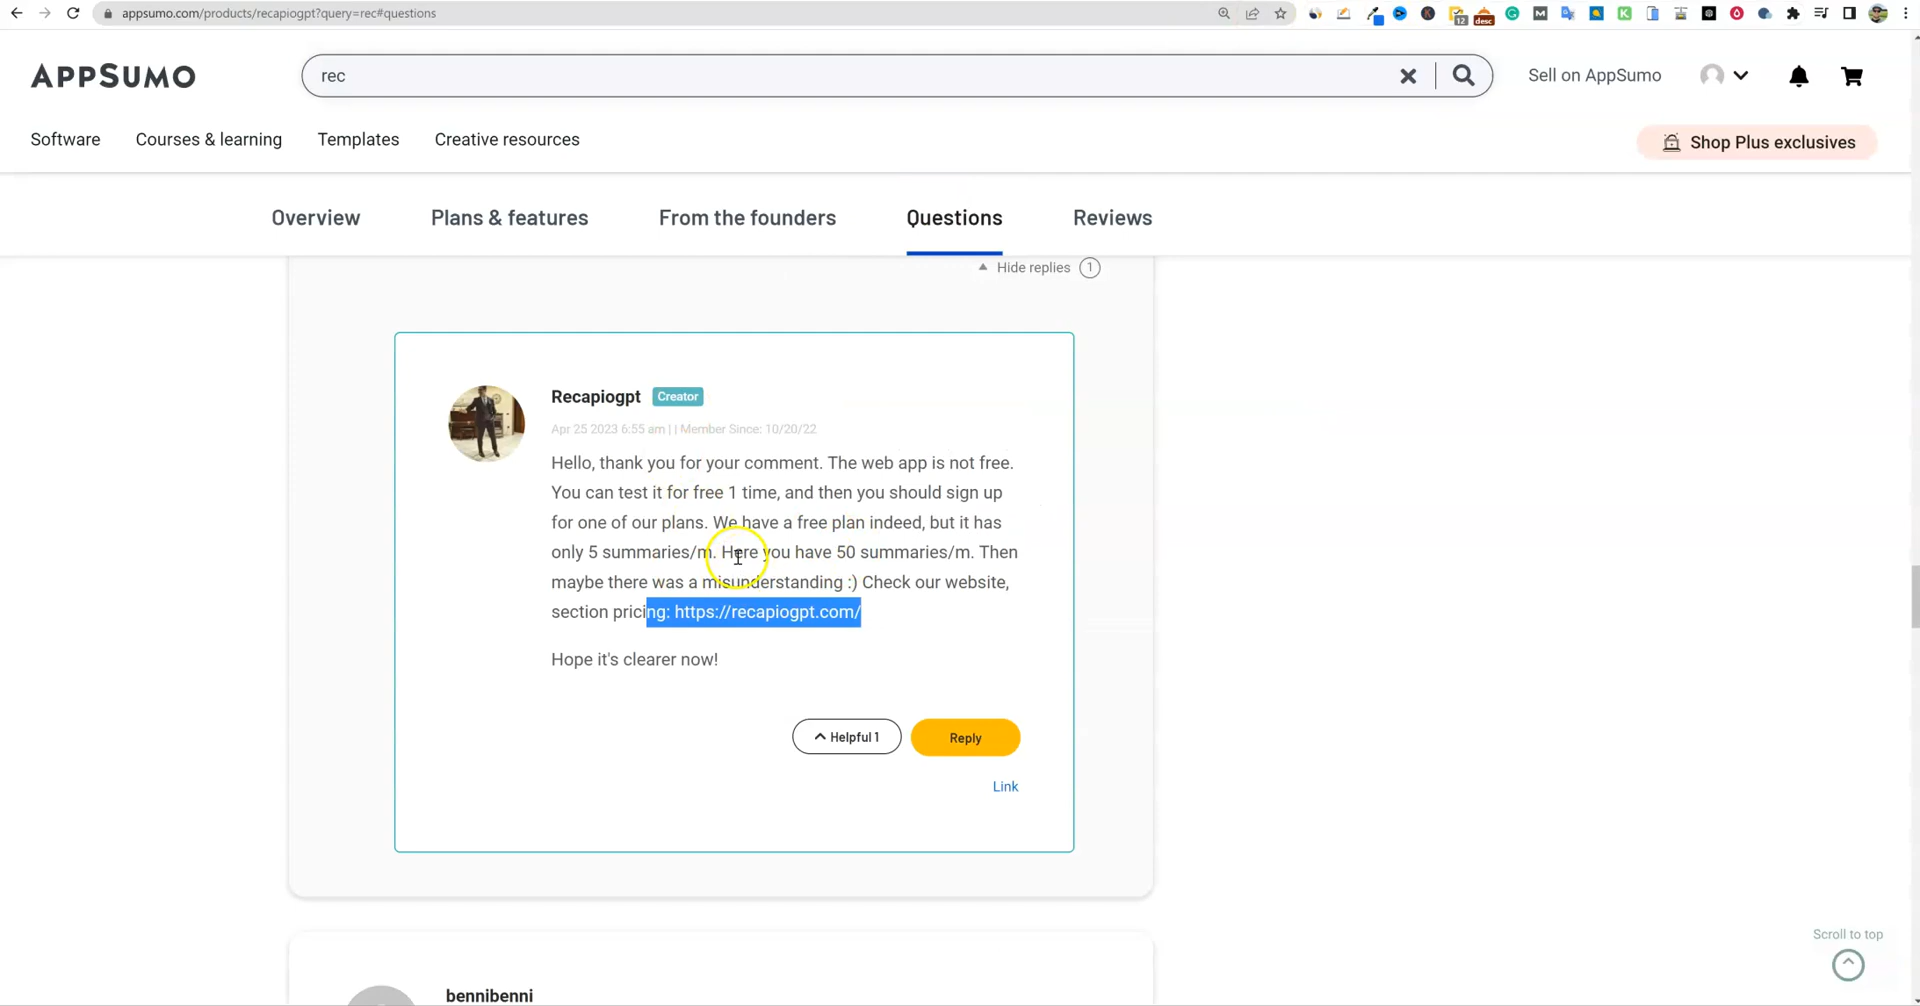 appsumo.com/products/recapiogpt?query=rec#questions
12
desc
APPSUMO
rec
Sell on AppSumo
Software
Courses & learning
Templates
Creative resources
Shop Plus exclusives
Overview
Plans & features
From the founders
Questions
Reviews
Hide replies 1
Recapiogpt Creator
Apr 25 2023 6:55 am | | Member Since: 10/20/22
Hello, thank you for your comment. The web app is not free.
You can test it for free 1 time, and then you should sign up
for one of our plans. We have a free plan indeed, but it has
only 5 summaries/m. Here you have 50 summaries/m. Then
maybe there was a misunderstanding :) Check our website,
section pricing: https://recapiogpt.com/
Hope it's clearer now!
Helpful 1
Reply
Link
Scroll to top
bennibenni